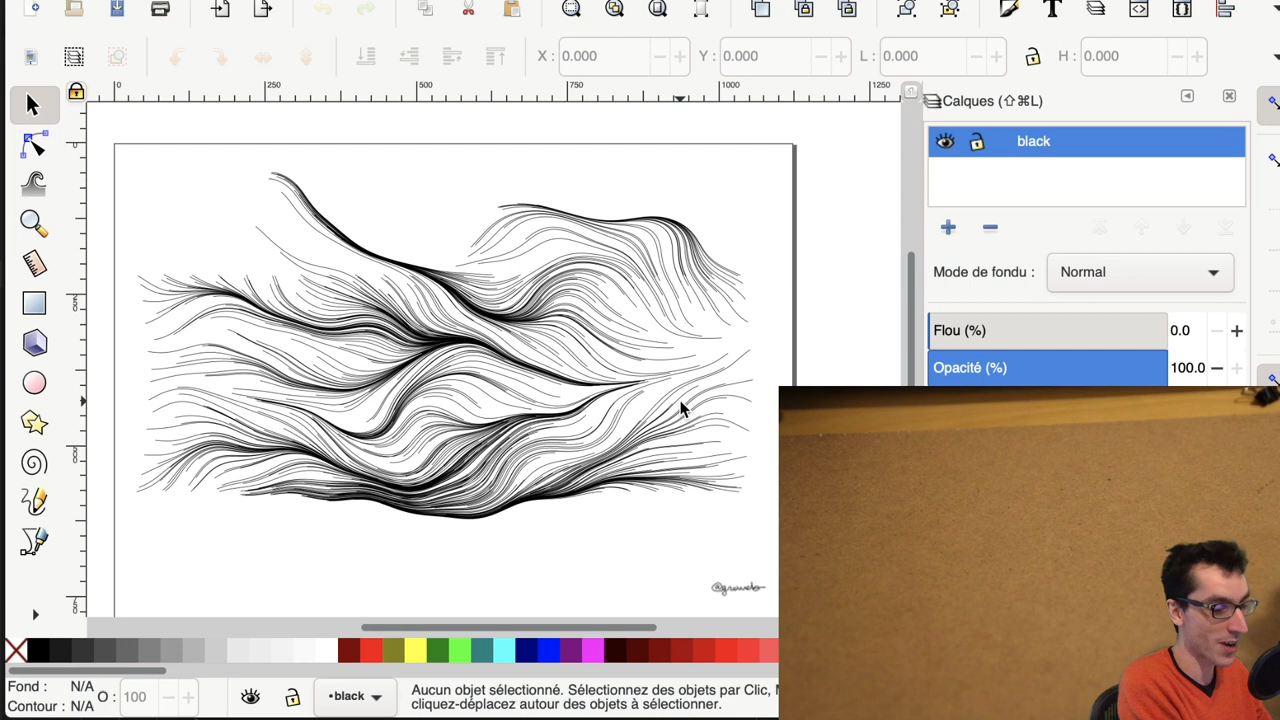 X : 0.000 Y : 0.000 L : 0.000 H : 0.000
0 250 500 750 1000 1250
Calques (⇧⌘L)
black
Mode de fondu : Normal
Flou (%) 0.0
Opacité (%) 100.0
Fond : N/A
Contour : N/A
O : 100
•black
Aucun objet sélectionné. Sélectionnez des objets par Clic,
cliquez-déplacez autour des objets à sélectionner.